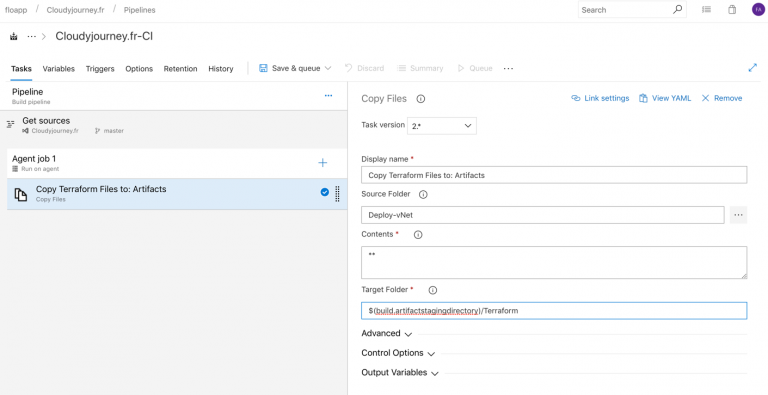 floapp / Cloudyjourney.fr / Pipelines Search FA
... > Cloudyjourney.fr-CI
Tasks Variables Triggers Options Retention History Save & queue Discard Summary Queue ...
Pipeline
Build pipeline
...
Get sources
Cloudyjourney.fr master
Agent job 1
Run on agent
+
Copy Terraform Files to: Artifacts
Copy Files
Copy Files Link settings View YAML Remove
Task version 2.*
Display name *
Copy Terraform Files to: Artifacts
Source Folder
Deploy-vNet ...
Contents *
**
Target Folder *
$(build.artifactstagingdirectory)/Terraform
Advanced
Control Options
Output Variables